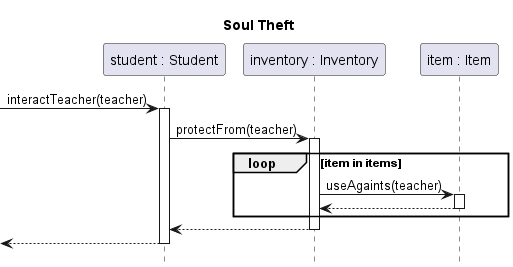 Soul Theft
student : Student
inventory : Inventory
item : Item
interactTeacher(teacher)
protectFrom(teacher)
loop [item in items]
useAgaints(teacher)